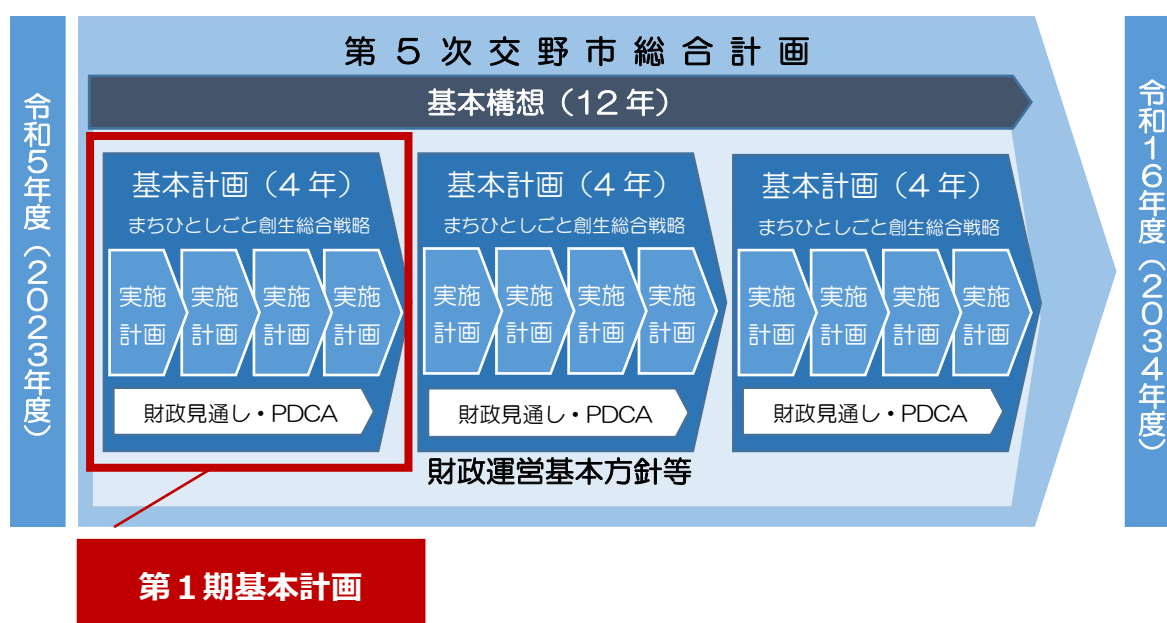 令和5年度（2023年度）
第５次交野市総合計画
基本構想（12年）
基本計画（4年）
まちひとしごと創生総合戦略
実施
計画
実施
計画
実施
計画
実施
計画
財政見通し・PDCA
基本計画（4年）
まちひとしごと創生総合戦略
実施
計画
実施
計画
実施
計画
実施
計画
財政見通し・PDCA
基本計画（4年）
まちひとしごと創生総合戦略
実施
計画
実施
計画
実施
計画
実施
計画
財政見通し・PDCA
財政運営基本方針等
令和16年度（2034年度）
第１期基本計画